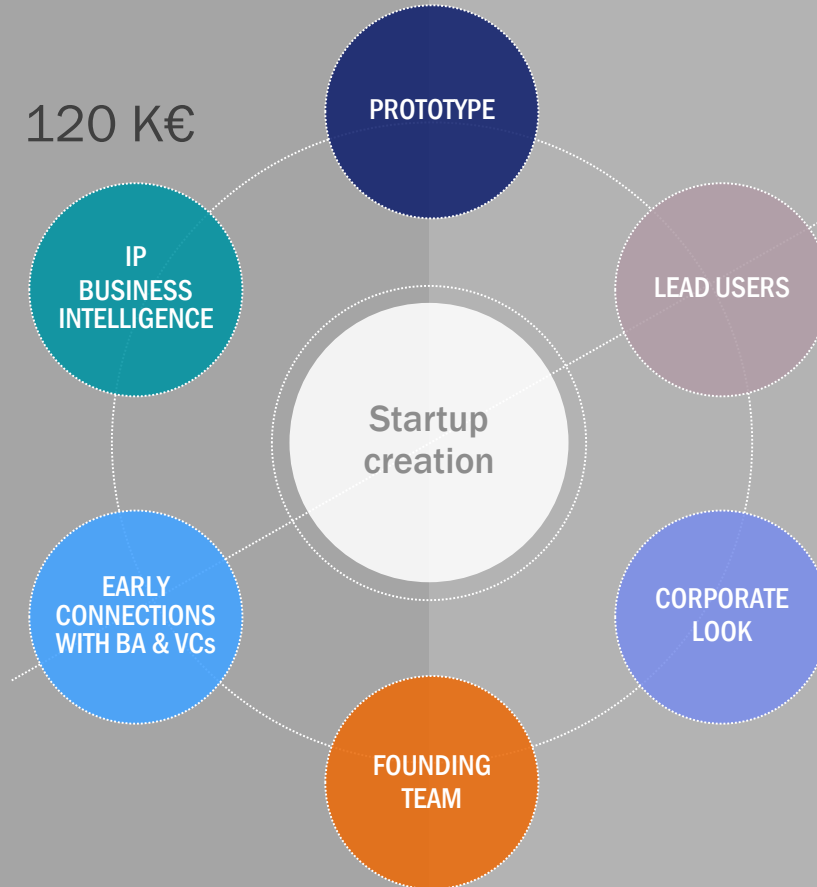 120 K€
PROTOTYPE
IP
BUSINESS
INTELLIGENCE
LEAD USERS
Startup
creation
EARLY
CONNECTIONS
WITH BA & VCs
CORPORATE
LOOK
FOUNDING
TEAM